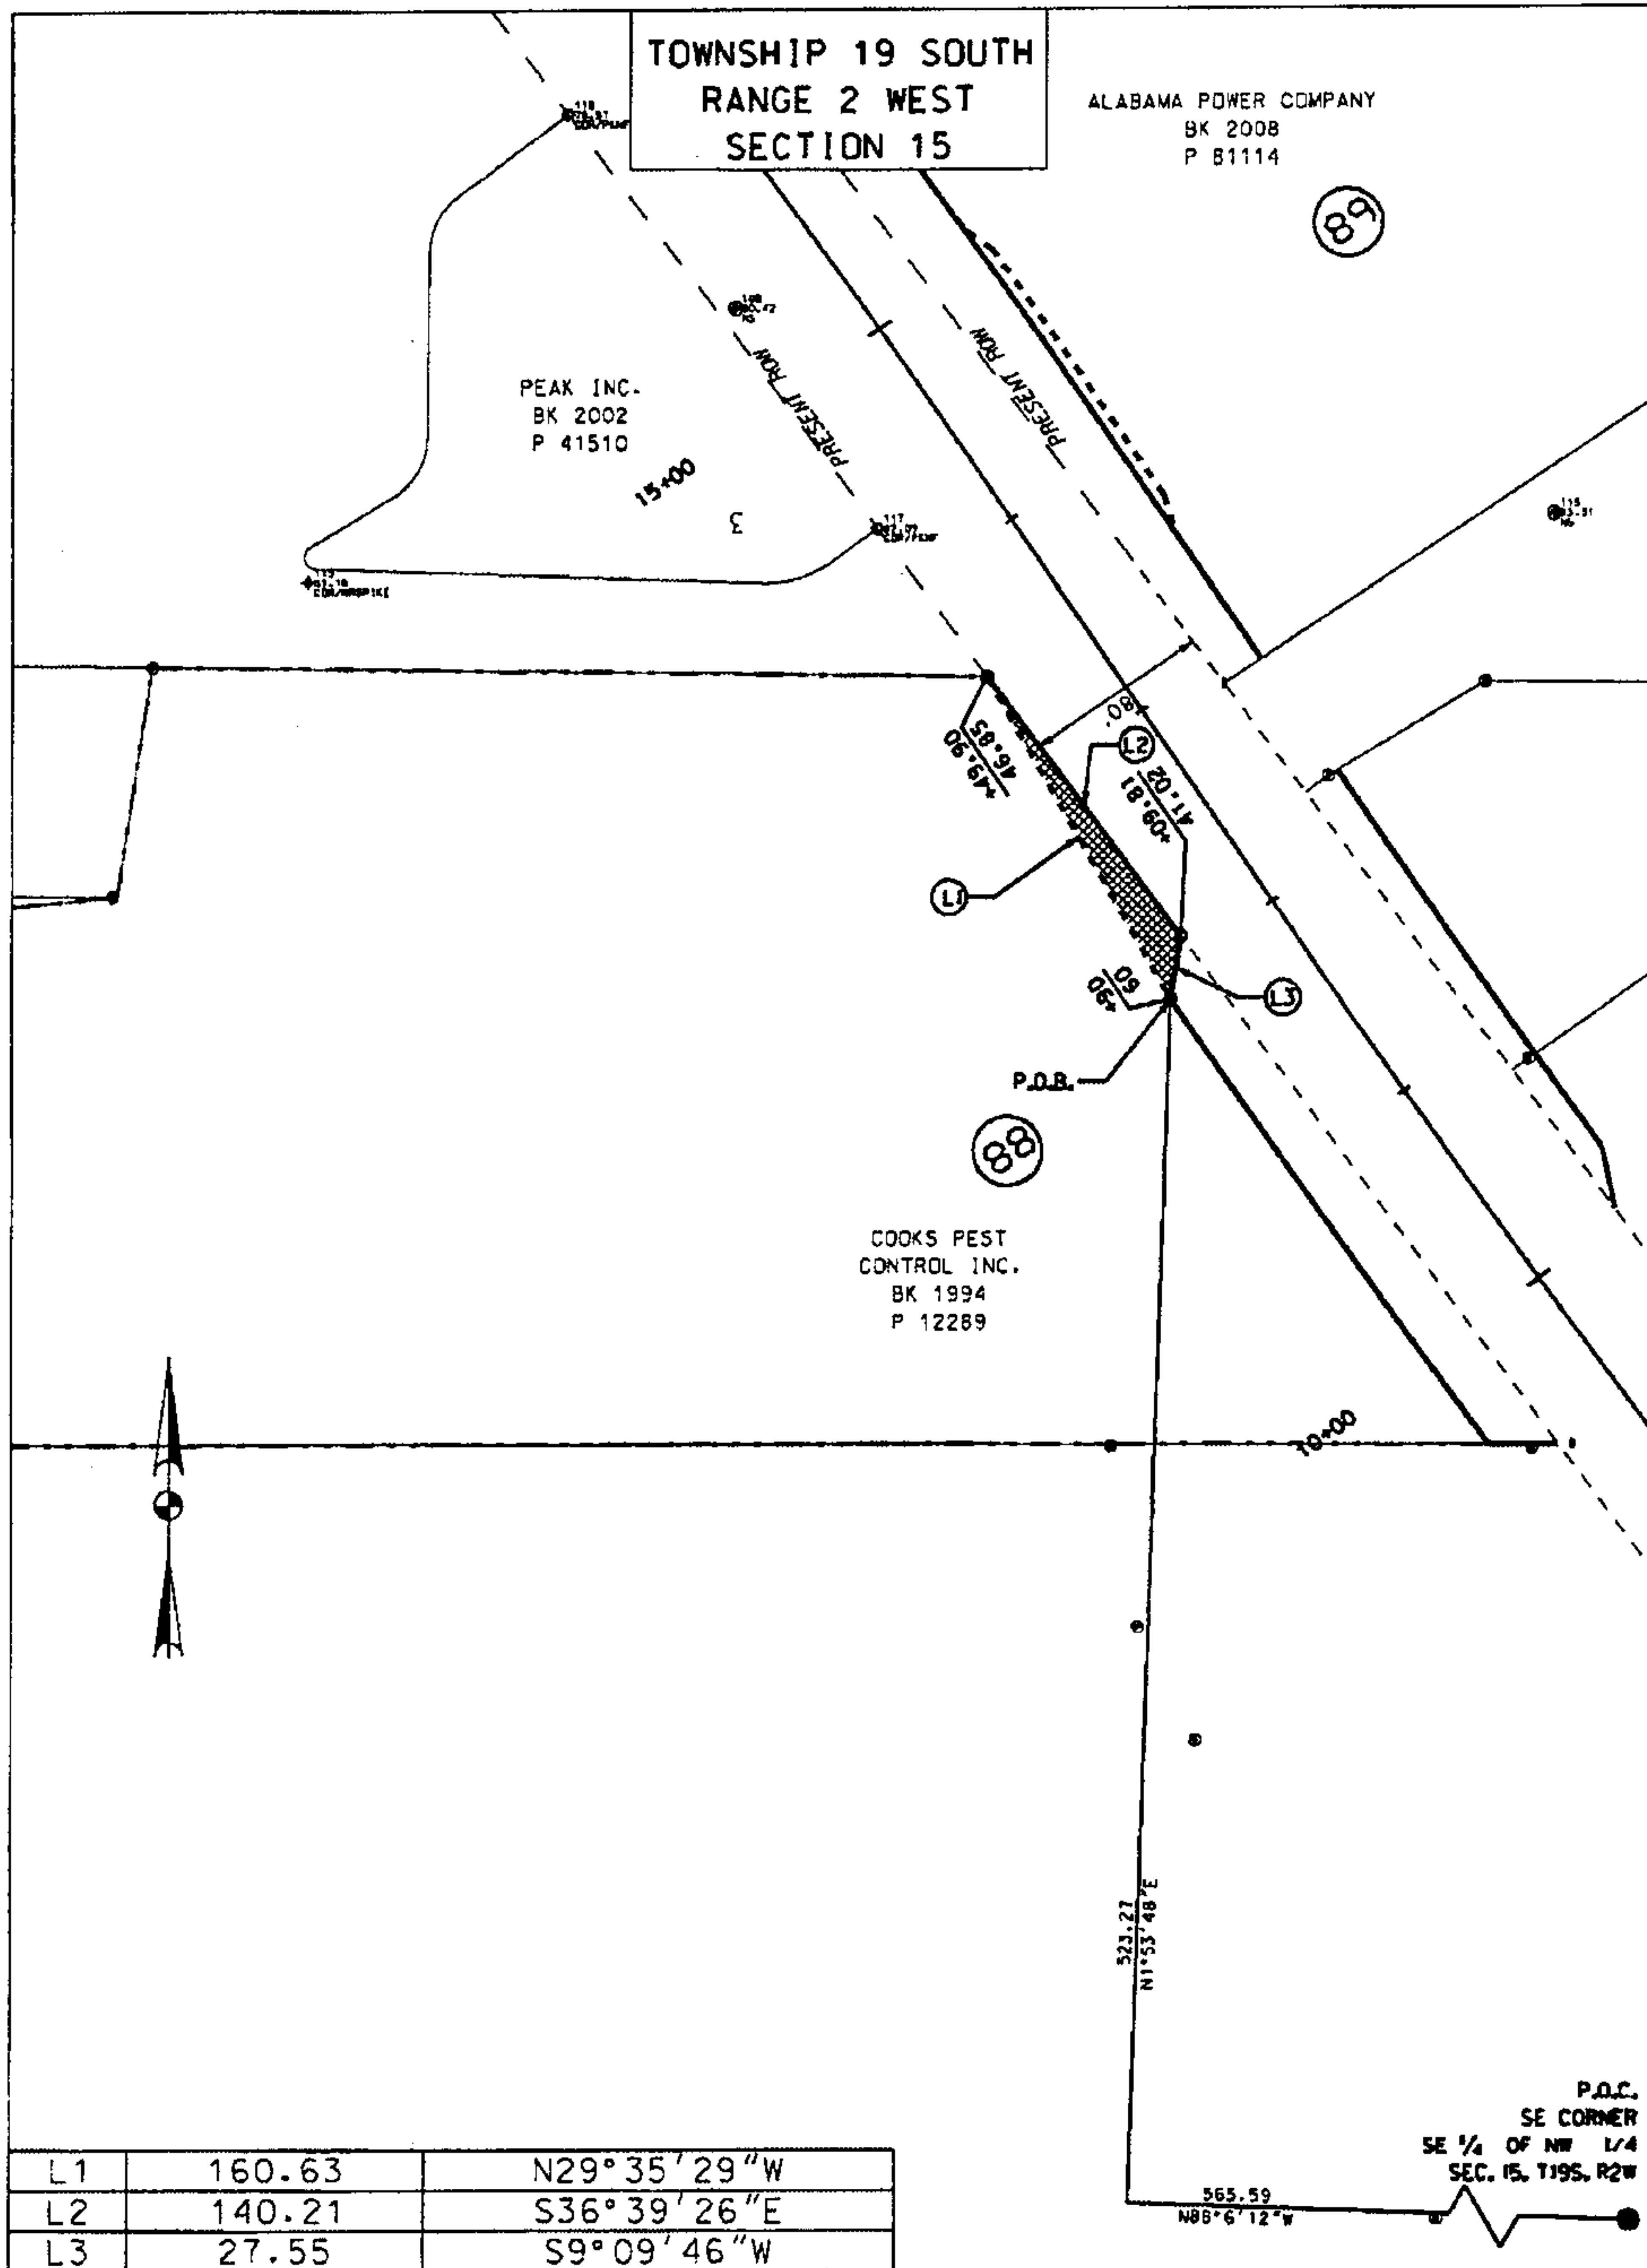 TOWNSHIP 19 SOUTH
RANGE 2 WEST
SECTION 15
ALABAMA POWER COMPANY
BK 2008
P 81114
89
PRESENT ROW
PRESENT ROW
PEAK INC.
BK 2002
P 41510
15+00
3
117
80'
L2
+49.90
46.85
+09.81
41.02
L1
+90
60
L3
P.O.B.
88
COOKS PEST
CONTROL INC.
BK 1994
P 12289
10+00
523.27
N1°53'48"E
P.O.C.
SE CORNER
SE 1/4 OF NW 1/4
SEC. 15, T19S, R2W
565.59
N88°6'12"W
L1 160.63 N29°35'29"W
L2 140.21 S36°39'26"E
L3 27.55 S9°09'46"W